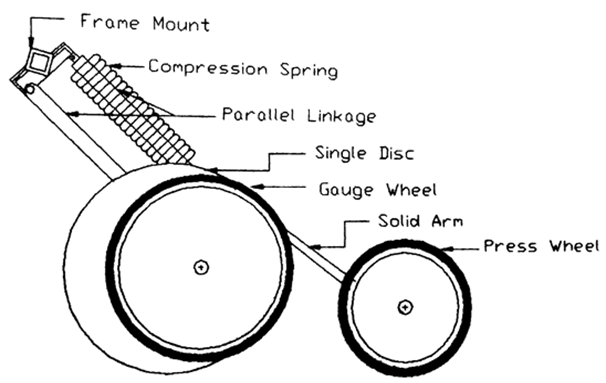 Frame Mount
Compression Spring
Parallel Linkage
Single Disc
Gauge Wheel
Solid Arm
Press Wheel